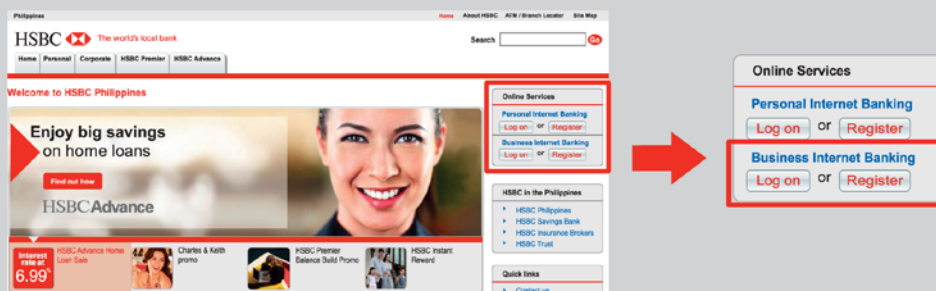 Philippines
Home About HSBC ATM / Branch Locator Site Map
HSBC The world's local bank
Search Go
Home Personal Corporate HSBC Premier HSBC Advance
Welcome to HSBC Philippines
Enjoy big savings
on home loans
Find out how
HSBC Advance
Interest
rate at
6.99%
HSBC Advance Home
Loan Sale
Charles & Keith
promo
HSBC Premier
Balance Build Promo
HSBC Instant
Reward
Online Services
Personal Internet Banking
Log on or Register
Business Internet Banking
Log on or Register
HSBC in the Philippines
HSBC Philippines
HSBC Savings Bank
HSBC Insurance Brokers
HSBC Trust
Quick links
Contact us
Online Services
Personal Internet Banking
Log on or Register
Business Internet Banking
Log on or Register